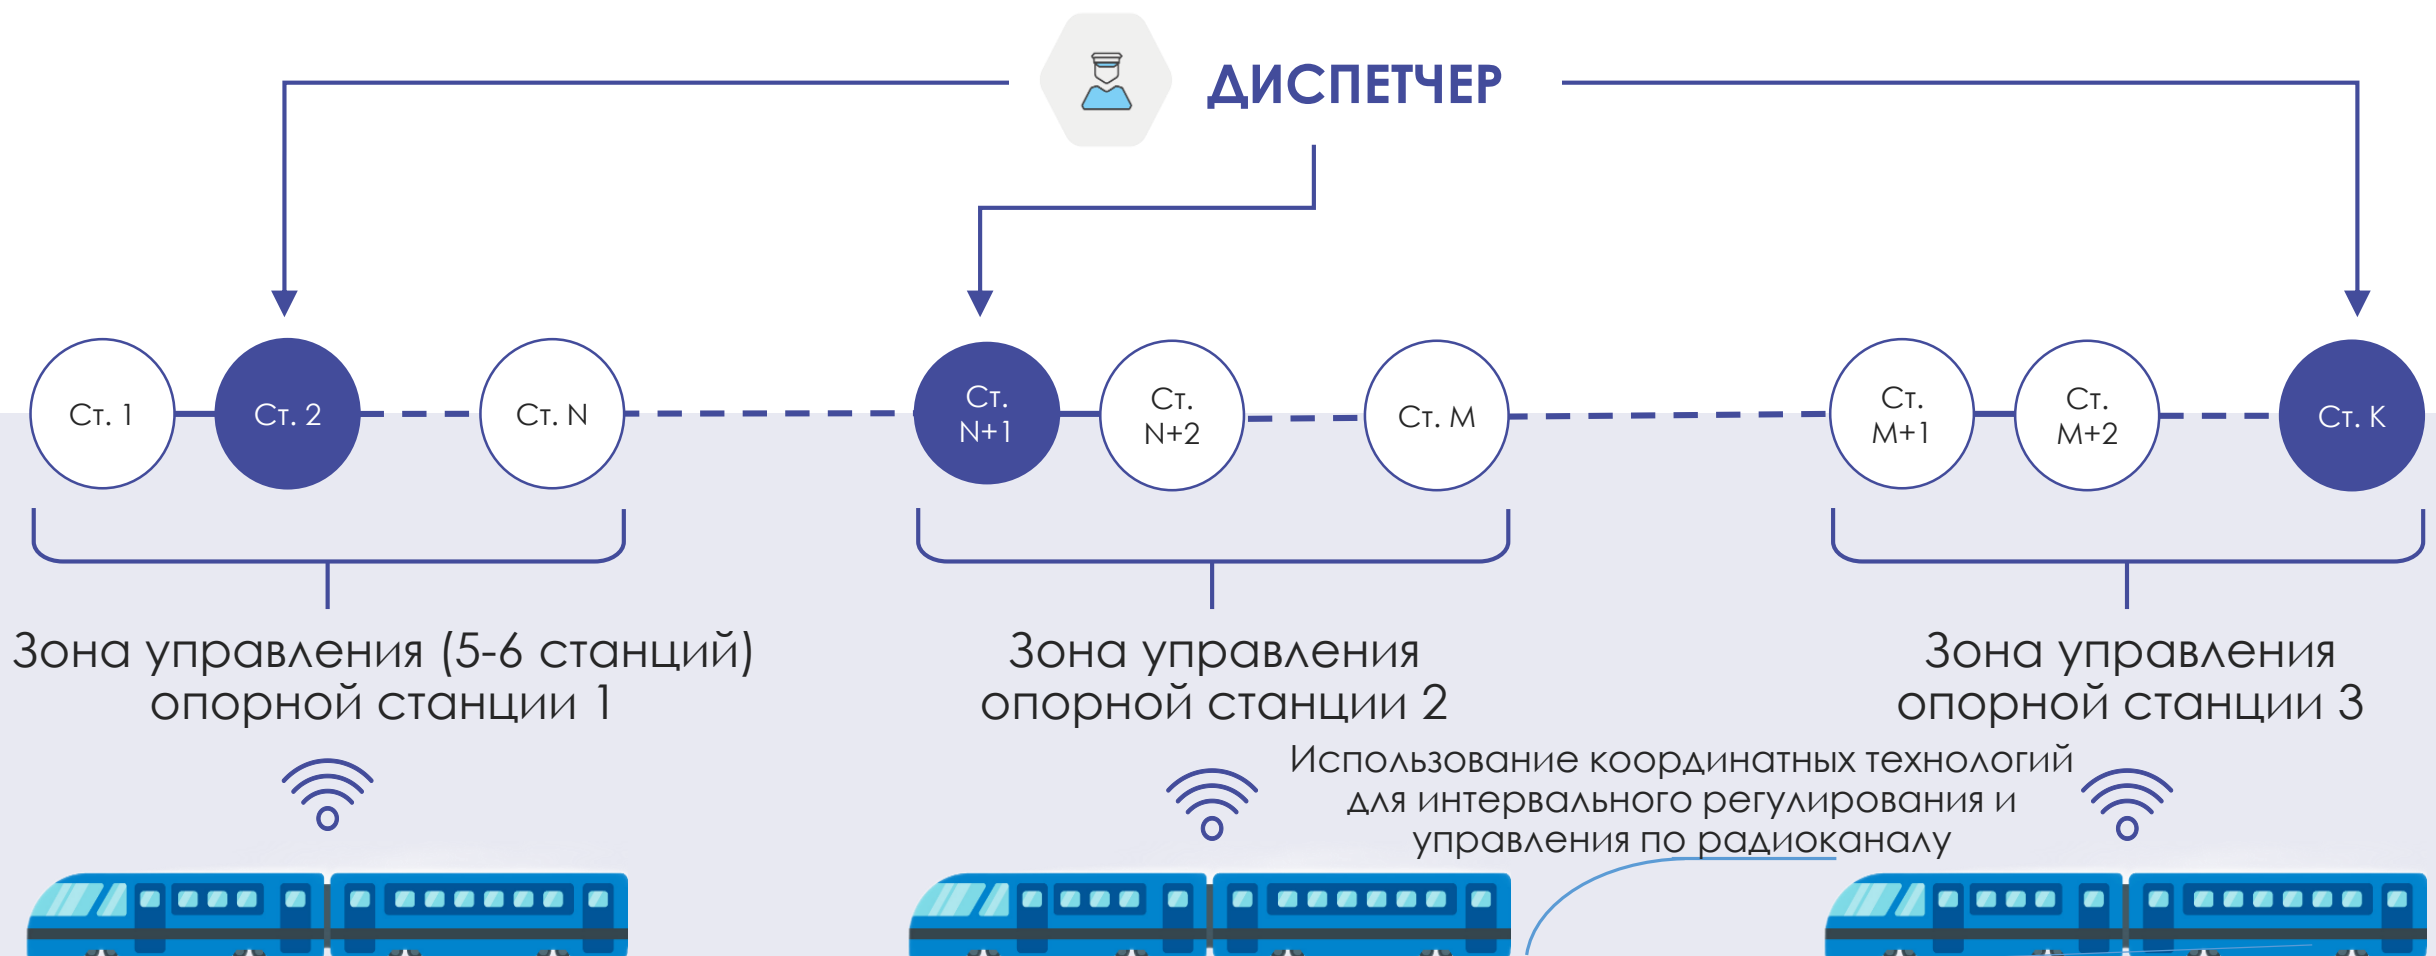 ДИСПЕТЧЕР
Ст. 1
Ст. 2
Ст. N
Ст.
N+1
Ст.
N+2
Ст. M
Ст.
M+1
Ст.
M+2
Ст. K
Зона управления (5-6 станций)
опорной станции 1
Зона управления
опорной станции 2
Зона управления
опорной станции 3
Использование координатных технологий
для интервального регулирования и
управления по радиоканалу